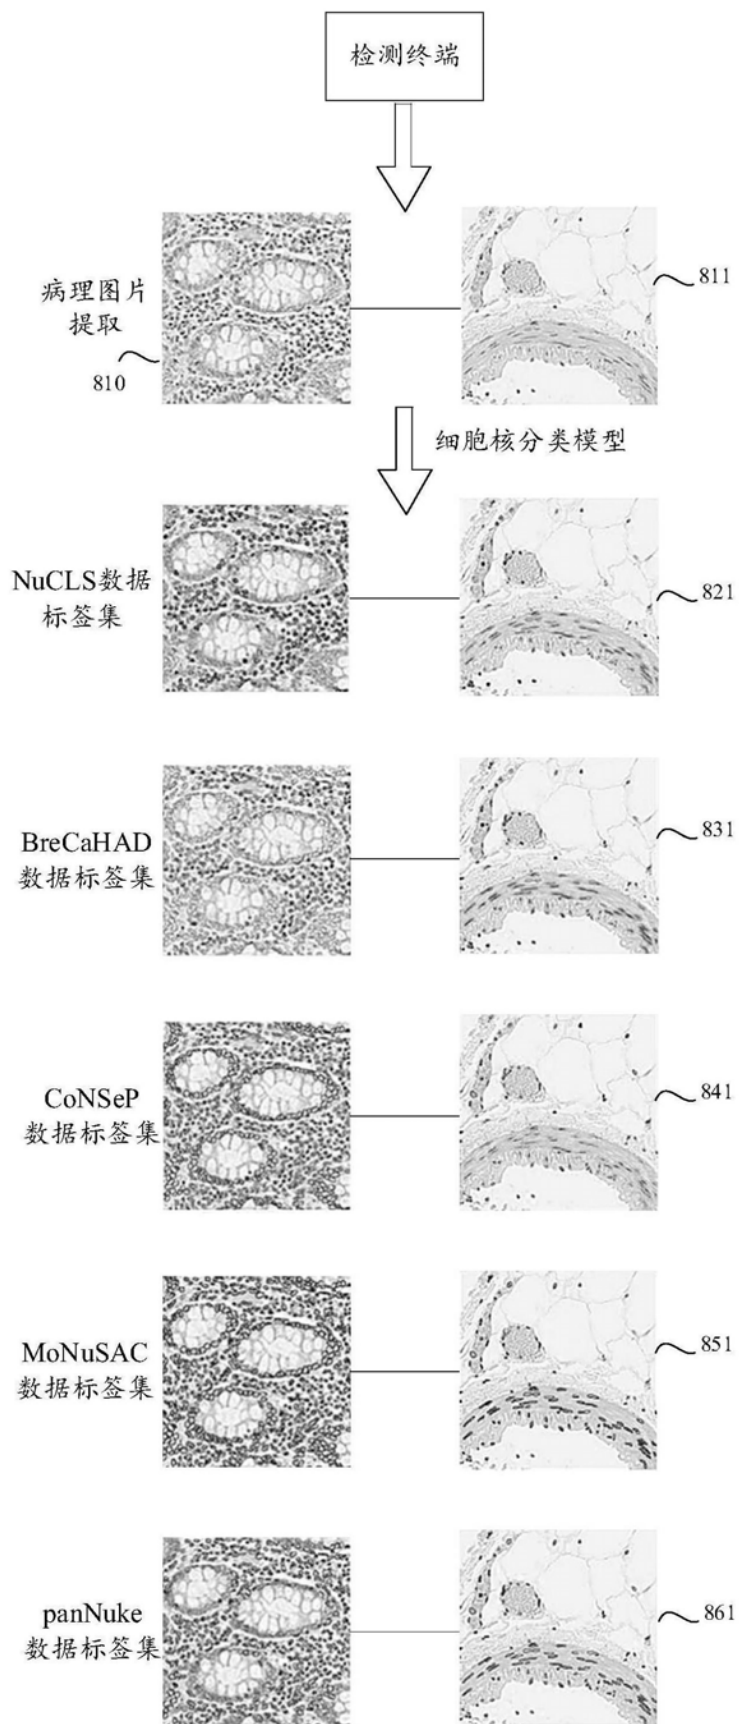 检测终端
病理图片
提取
810
811
细胞核分类模型
NuCLS数据
标签集
821
BreCaHAD
数据标签集
831
CoNSeP
数据标签集
841
MoNuSAC
数据标签集
851
panNuke
数据标签集
861